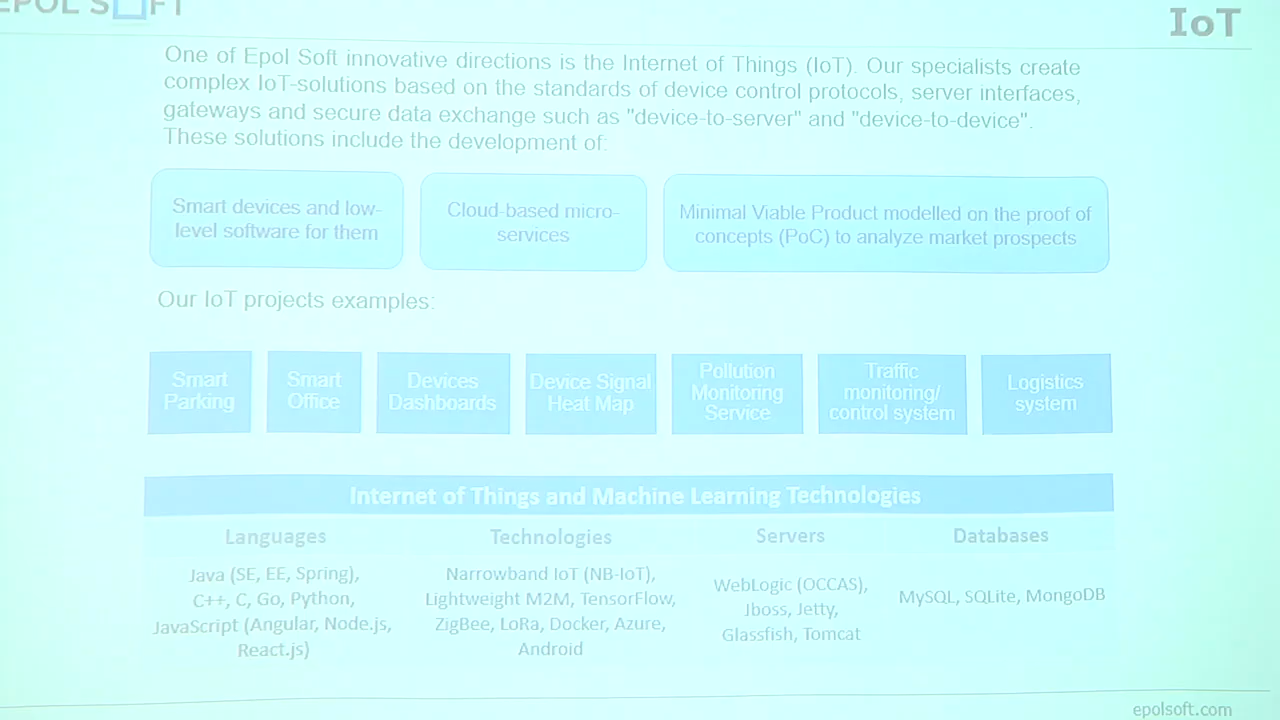 EPOL SOFT
IoT
One of Epol Soft innovative directions is the Internet of Things (IoT). Our specialists create
complex IoT-solutions based on the standards of device control protocols, server interfaces,
gateways and secure data exchange such as "device-to-server" and "device-to-device".
These solutions include the development of:
Smart devices and low-
level software for them
Cloud-based micro-
services
Minimal Viable Product modelled on the proof of
concepts (PoC) to analyze market prospects
Our IoT projects examples:
Smart
Parking
Smart
Office
Devices
Dashboards
Device Signal
Heat Map
Pollution
Monitoring
Service
Traffic
monitoring/
control system
Logistics
system
Internet of Things and Machine Learning Technologies
Languages
Technologies
Servers
Databases
Java (SE, EE, Spring),
C++, C, Go, Python,
JavaScript (Angular, Node.js,
React.js)
Narrowband IoT (NB-IoT),
Lightweight M2M, TensorFlow,
ZigBee, LoRa, Docker, Azure,
Android
WebLogic (OCCAS),
Jboss, Jetty,
Glassfish, Tomcat
MySQL, SQLite, MongoDB
epolsoft.com